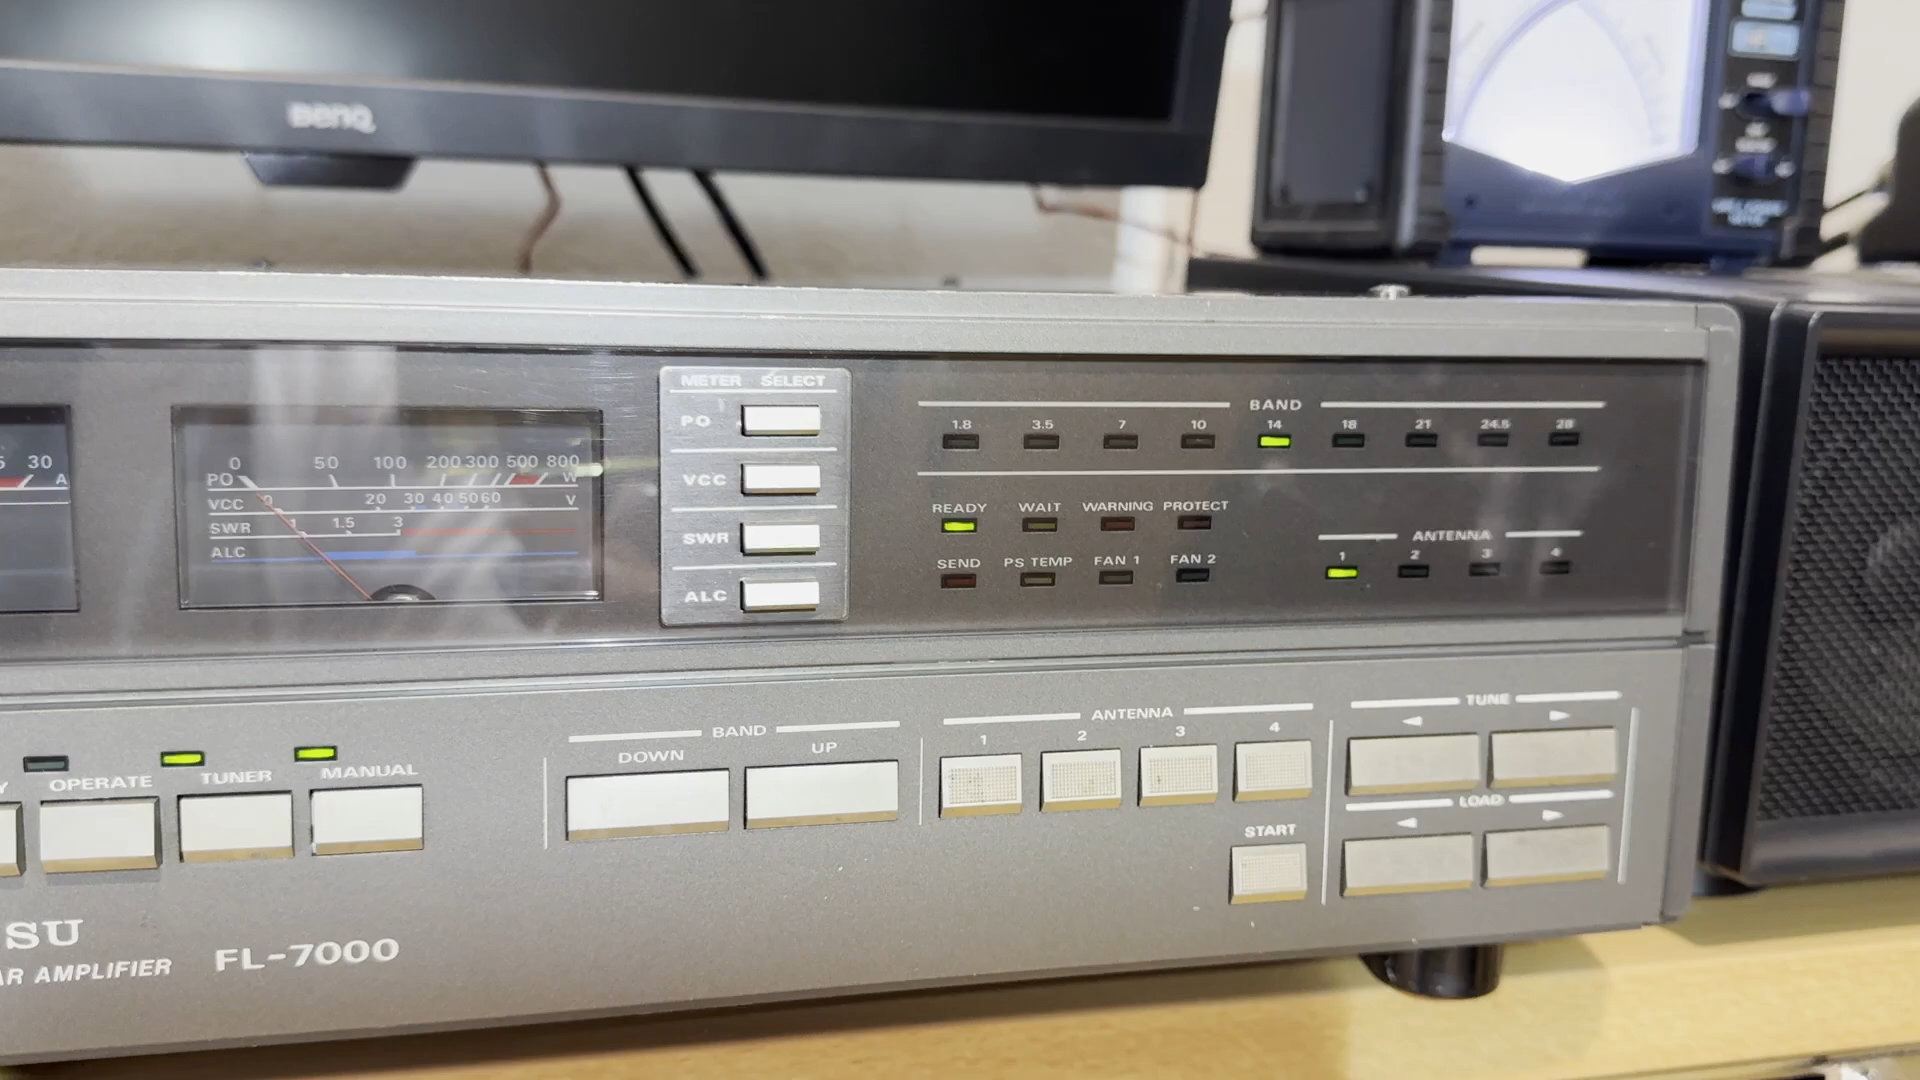 BenQ
METER SELECT
PO
VCC
SWR
ALC
30
A
0 50 100 200 300 500 800
PO W
VCC 0 20 30 40 50 60 V
SWR 1 1.5 3
ALC
BAND
1.8 3.5 7 10 14 18 21 24.5 28
READY WAIT WARNING PROTECT
SEND PS TEMP FAN 1 FAN 2
ANTENNA
1 2 3 4
OPERATE TUNER MANUAL
BAND
DOWN UP
ANTENNA
1 2 3 4
START
TUNE
LOAD
SU
AR AMPLIFIER FL-7000